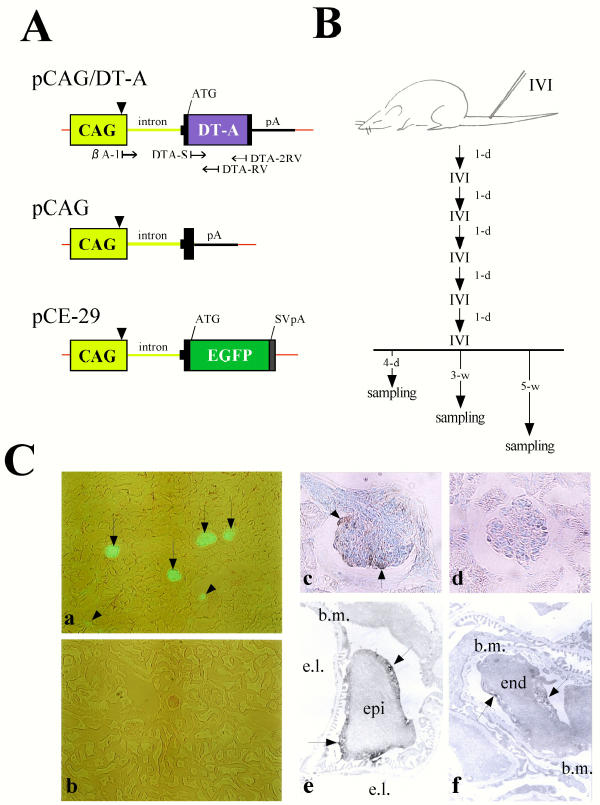 A
pCAG/DT-A
ATG
CAG
intron
DT-A
pA
β A-1
DTA-S
DTA-2RV
DTA-RV
pCAG
CAG
intron
pA
pCE-29
ATG
SVpA
CAG
intron
EGFP
B
IVI
1-d
IVI
1-d
IVI
1-d
IVI
1-d
IVI
1-d
IVI
4-d
3-w
5-w
sampling
sampling
sampling
C
a
b
c
d
b.m.
e.l.
epi
e
e.l.
b.m.
end
b.m.
f